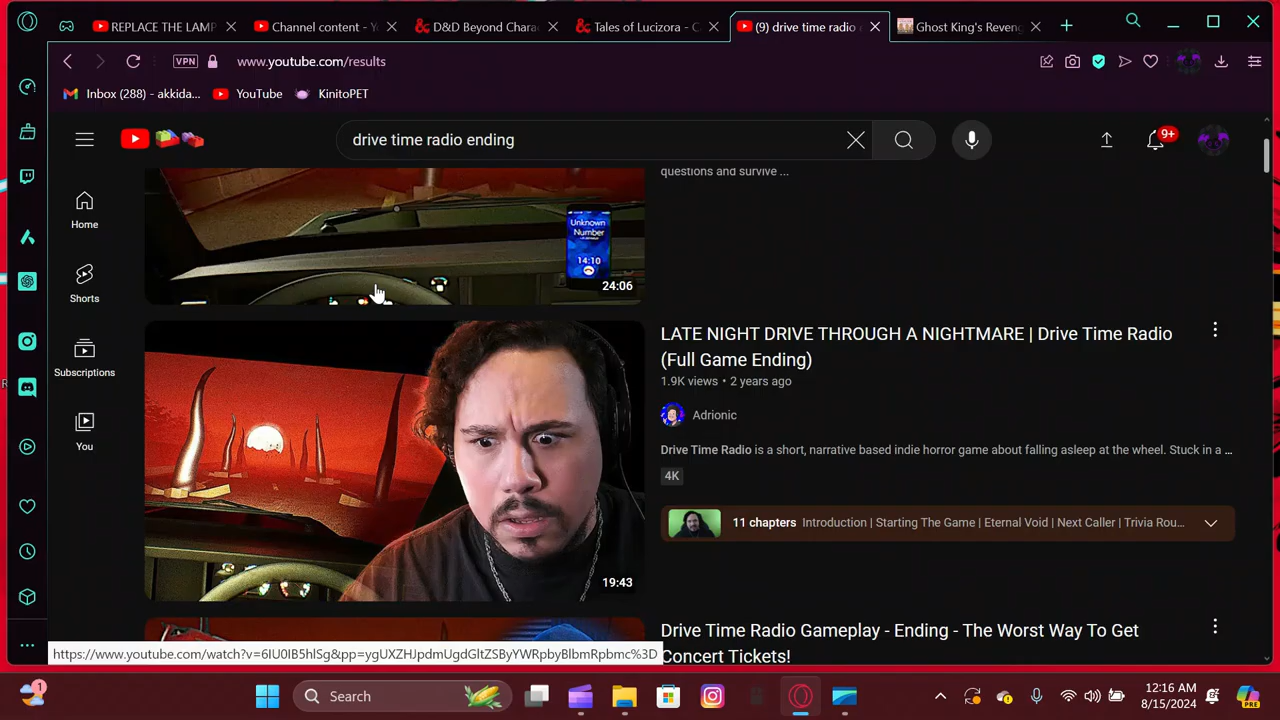 REPLACE THE LAMP
Channel content - Y
D&D Beyond Chara
Tales of Lucizora - C
(9) drive time radio
Ghost King's Reveng
VPN
www.youtube.com/results
Inbox (288) - akkida...
YouTube
KinitoPET
drive time radio ending
9+
Home
Shorts
Subscriptions
You
questions and survive ...
Unknown
Number
14:10
24:06
LATE NIGHT DRIVE THROUGH A NIGHTMARE | Drive Time Radio
(Full Game Ending)
1.9K views • 2 years ago
Adrionic
Drive Time Radio is a short, narrative based indie horror game about falling asleep at the wheel. Stuck in a ...
4K
11 chapters Introduction | Starting The Game | Eternal Void | Next Caller | Trivia Rou...
19:43
Drive Time Radio Gameplay - Ending - The Worst Way To Get
Concert Tickets!
https://www.youtube.com/watch?v=6IU0IB5hlSg&pp=ygUXZHJpdmUgdGltZSByYWRpbyBlbmRpbmc%3D
1
Search
12:16 AM
8/15/2024
PRE